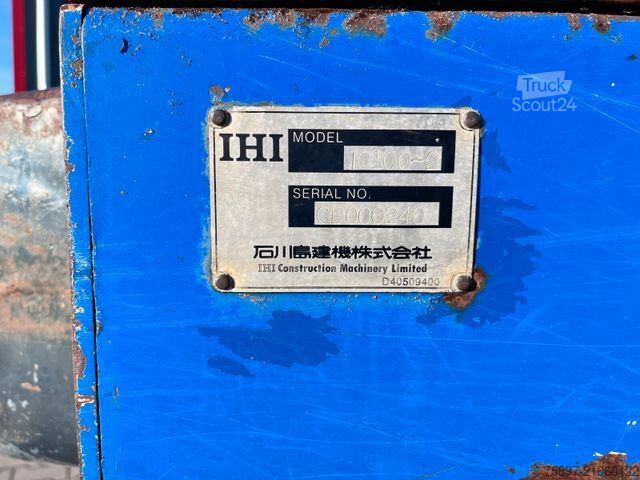 Truck
Scout24
IHI
MODEL
IC100-2
SERIAL NO.
石川島建機株式会社
IHI Construction Machinery Limited
D40509400